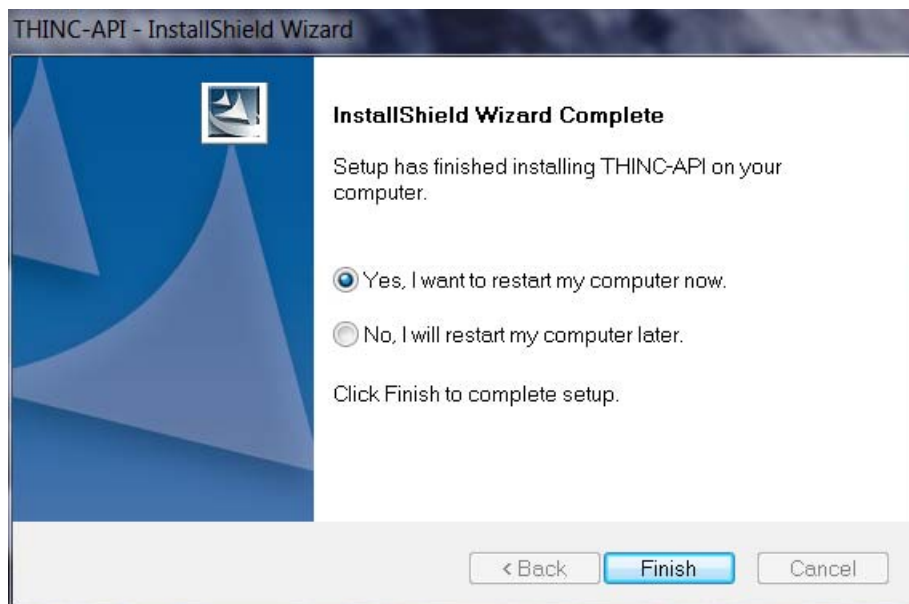 THINC-API - InstallShield Wizard
InstallShield Wizard Complete
Setup has finished installing THINC-API on your
computer.
Yes, I want to restart my computer now.
No, I will restart my computer later.
Click Finish to complete setup.
< Back
Finish
Cancel